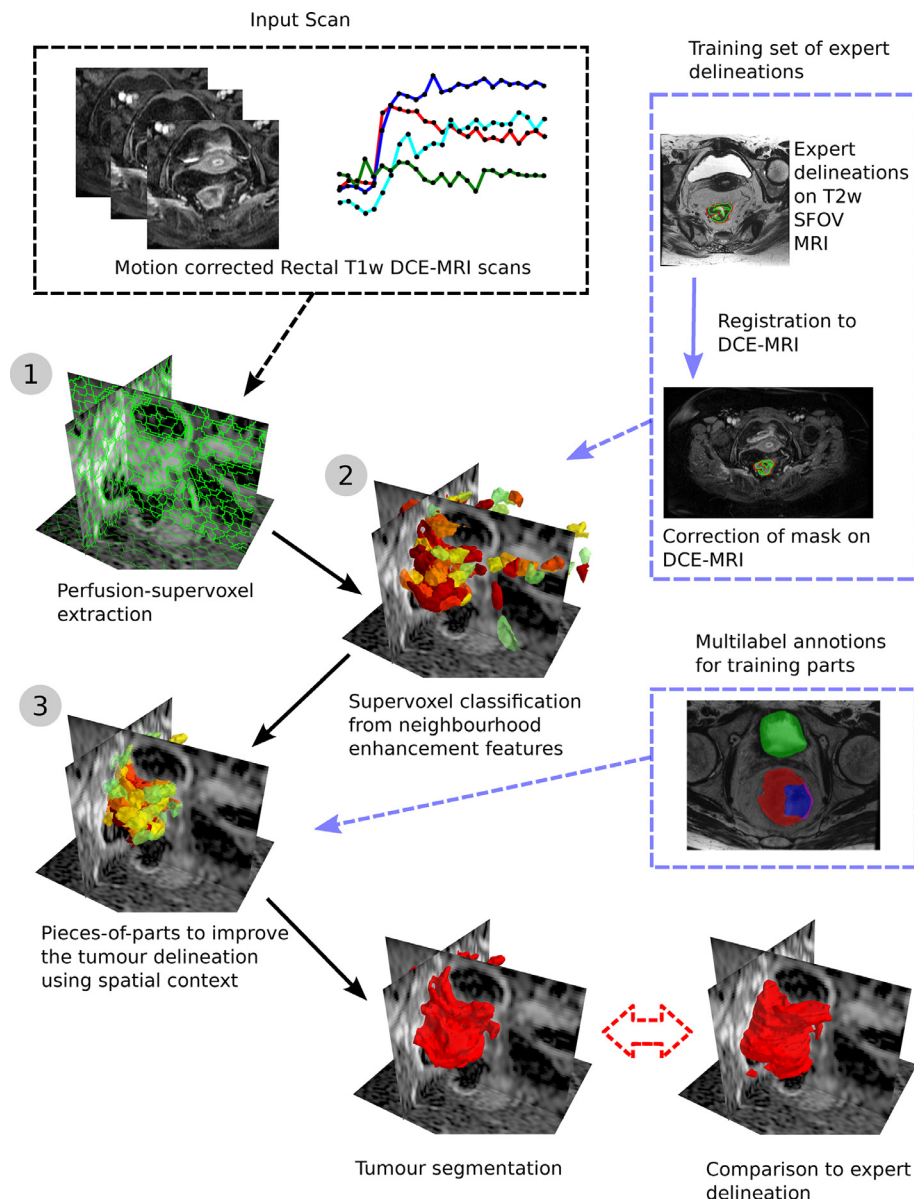 Input Scan
Motion corrected Rectal T1w DCE-MRI scans
Training set of expert
delineations
Expert
delineations
on T2w
SFOV
MRI
Registration to
DCE-MRI
Correction of mask on
DCE-MRI
1
Perfusion-supervoxel
extraction
2
Supervoxel classification
from neighbourhood
enhancement features
Multilabel annotions
for training parts
3
Pieces-of-parts to improve
the tumour delineation
using spatial context
Tumour segmentation
Comparison to expert
delineation